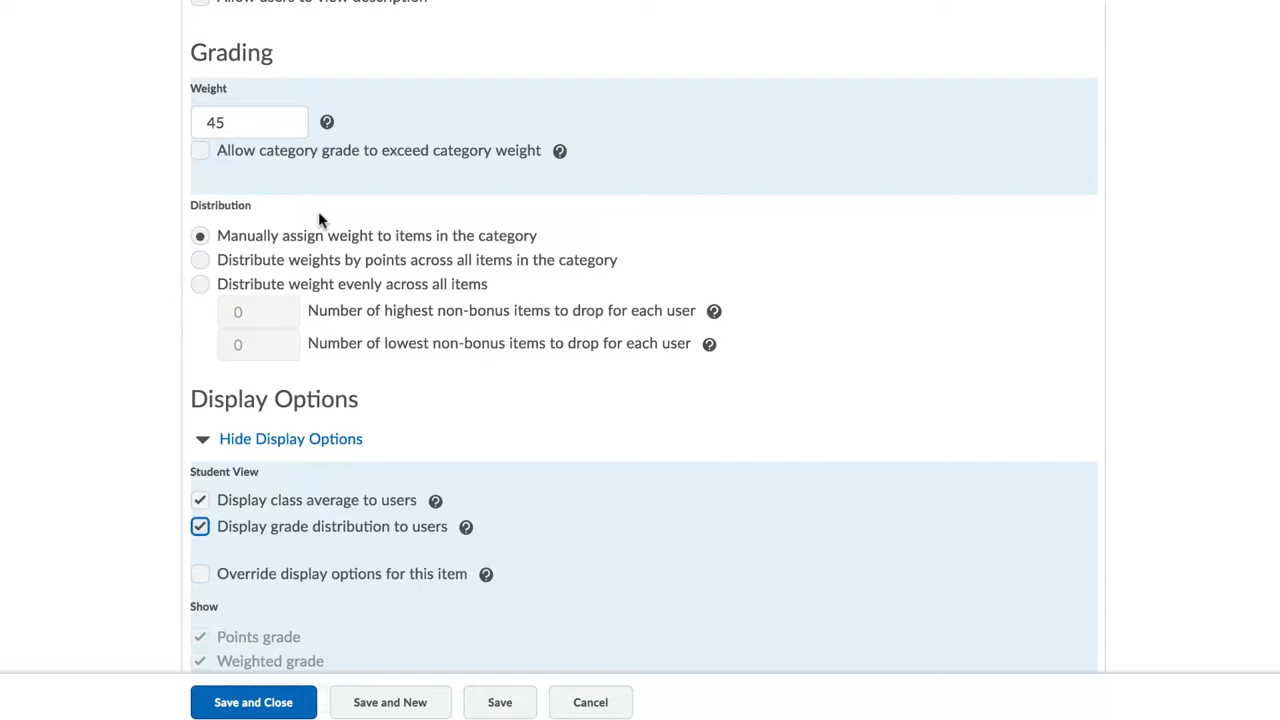 Allow users to view description
Grading
Weight
45
Allow category grade to exceed category weight
Distribution
Manually assign weight to items in the category
Distribute weights by points across all items in the category
Distribute weight evenly across all items
0 Number of highest non-bonus items to drop for each user
0 Number of lowest non-bonus items to drop for each user
Display Options
Hide Display Options
Student View
Display class average to users
Display grade distribution to users
Override display options for this item
Show
Points grade
Weighted grade
Save and Close Save and New Save Cancel